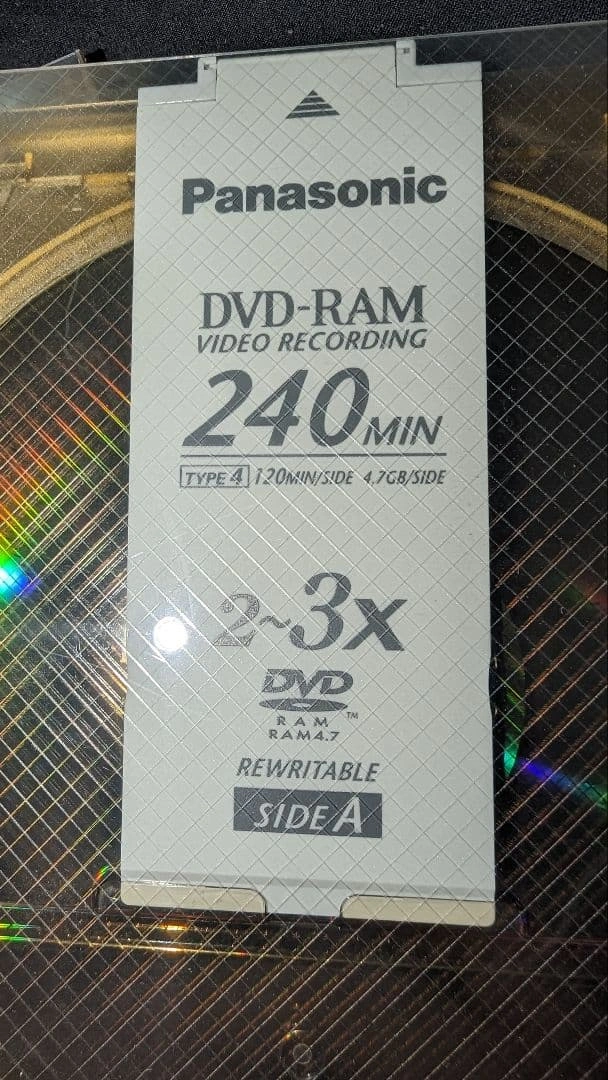 Panasonic
DVD-RAM
VIDEO RECORDING
240MIN
TYPE 4 120MIN/SIDE 4.7GB/SIDE
2~3X
DVD
RAM™
RAM4.7
REWRITABLE
SIDE A